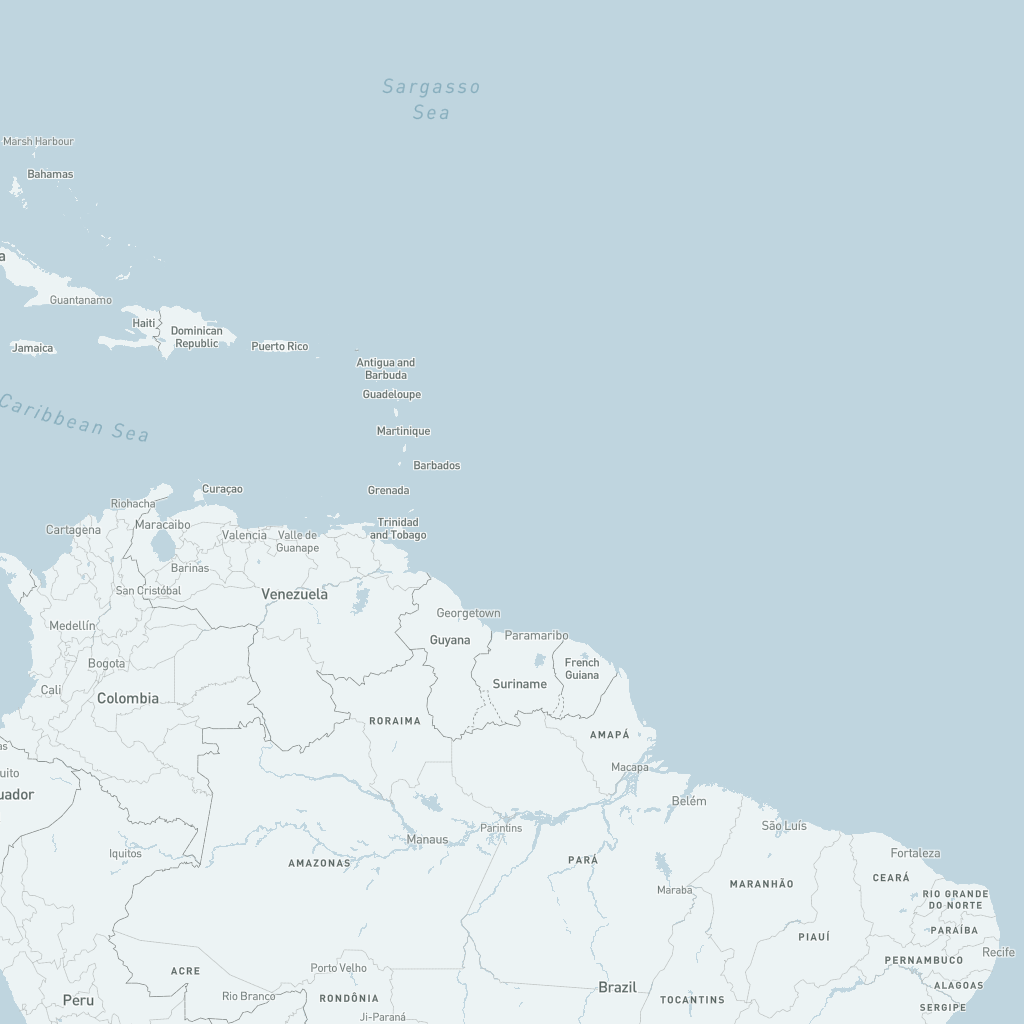 Sargasso
Sea
Marsh Harbour
Bahamas
a
Guantanamo
Haiti
Dominican
Republic
Puerto Rico
Jamaica
Antigua and
Barbuda
Guadeloupe
Caribbean Sea
Martinique
Barbados
Curaçao
Grenada
Riohacha
Cartagena
Maracaibo
Valencia
Valle de
Guanape
Trinidad
and Tobago
Barinas
San Cristóbal
Venezuela
Georgetown
Medellín
Guyana
Paramaribo
Bogota
French
Guiana
Cali
Colombia
Suriname
RORAIMA
AMAPÁ
as
uito
Macapa
uador
Belém
Parintins
São Luís
Manaus
Iquitos
AMAZONAS
PARÁ
Fortaleza
CEARÁ
Maraba
MARANHÃO
RIO GRANDE
DO NORTE
PIAUÍ
PARAÍBA
Recife
PERNAMBUCO
ACRE
Porto Velho
Brazil
ALAGOAS
Peru
Rio Branco
RONDÔNIA
TOCANTINS
SERGIPE
Ji-Paraná